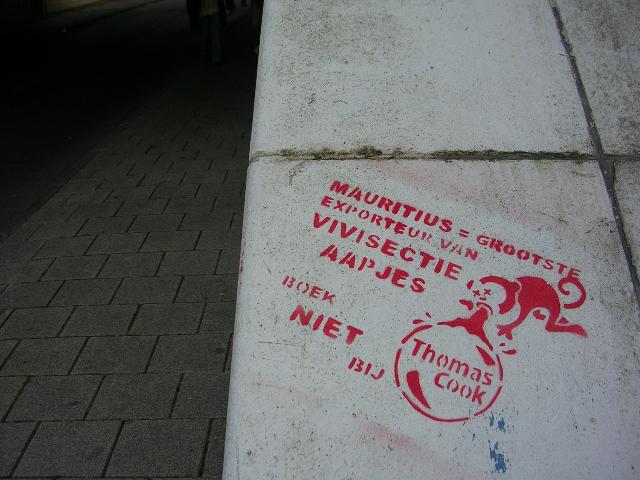 MAURITIUS = GROOTSTE
EXPORTEUR VAN
VIVISECTIE
AAPJES
BOEK
NIET
BIJ
Thomas
Cook